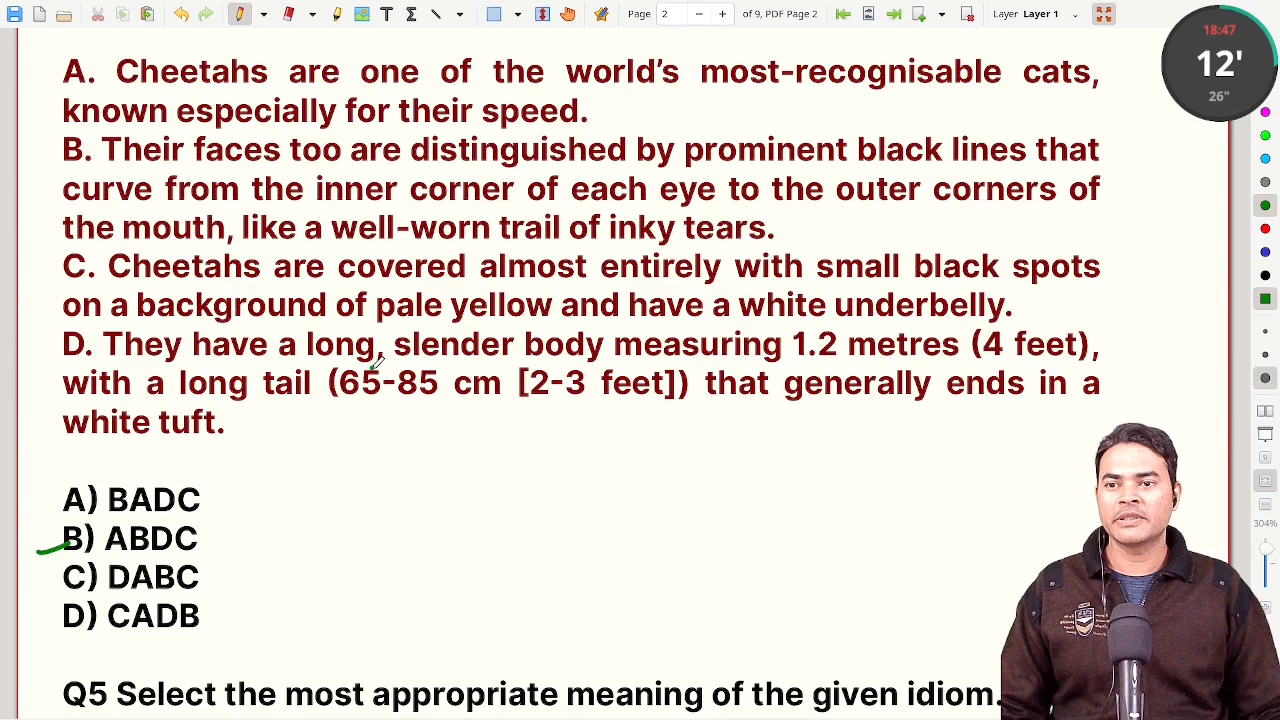 Page 2 of 9, PDF Page 2 Layer Layer 1
18:47
12'
26"
A. Cheetahs are one of the world’s most-recognisable cats,
known especially for their speed.
B. Their faces too are distinguished by prominent black lines that
curve from the inner corner of each eye to the outer corners of
the mouth, like a well-worn trail of inky tears.
C. Cheetahs are covered almost entirely with small black spots
on a background of pale yellow and have a white underbelly.
D. They have a long, slender body measuring 1.2 metres (4 feet),
with a long tail (65-85 cm [2-3 feet]) that generally ends in a
white tuft.
A) BADC
B) ABDC
C) DABC
D) CADB
304%
Q5 Select the most appropriate meaning of the given idiom.